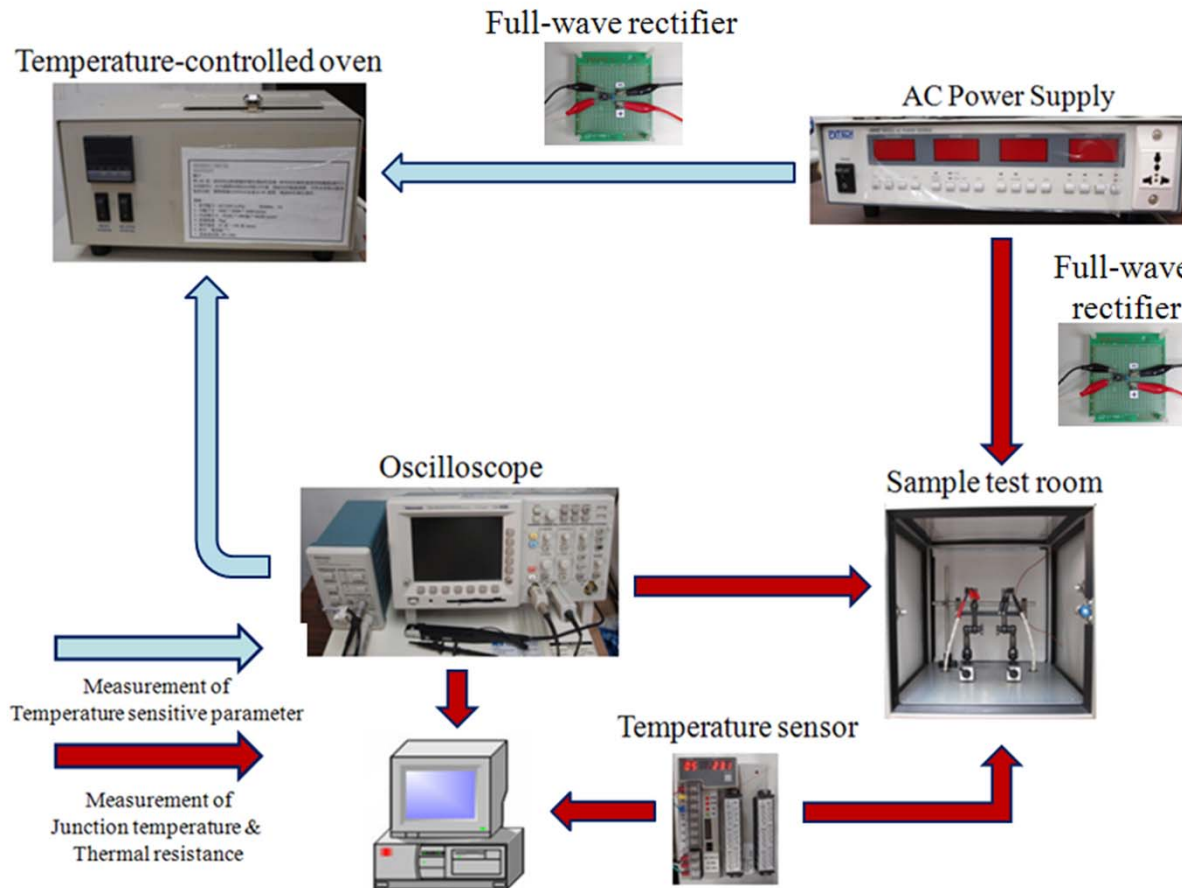 Full-wave rectifier
Temperature-controlled oven
AC Power Supply
Full-wave
rectifier
Oscilloscope
Sample test room
Measurement of
Temperature sensitive parameter
Temperature sensor
Measurement of
Junction temperature &
Thermal resistance